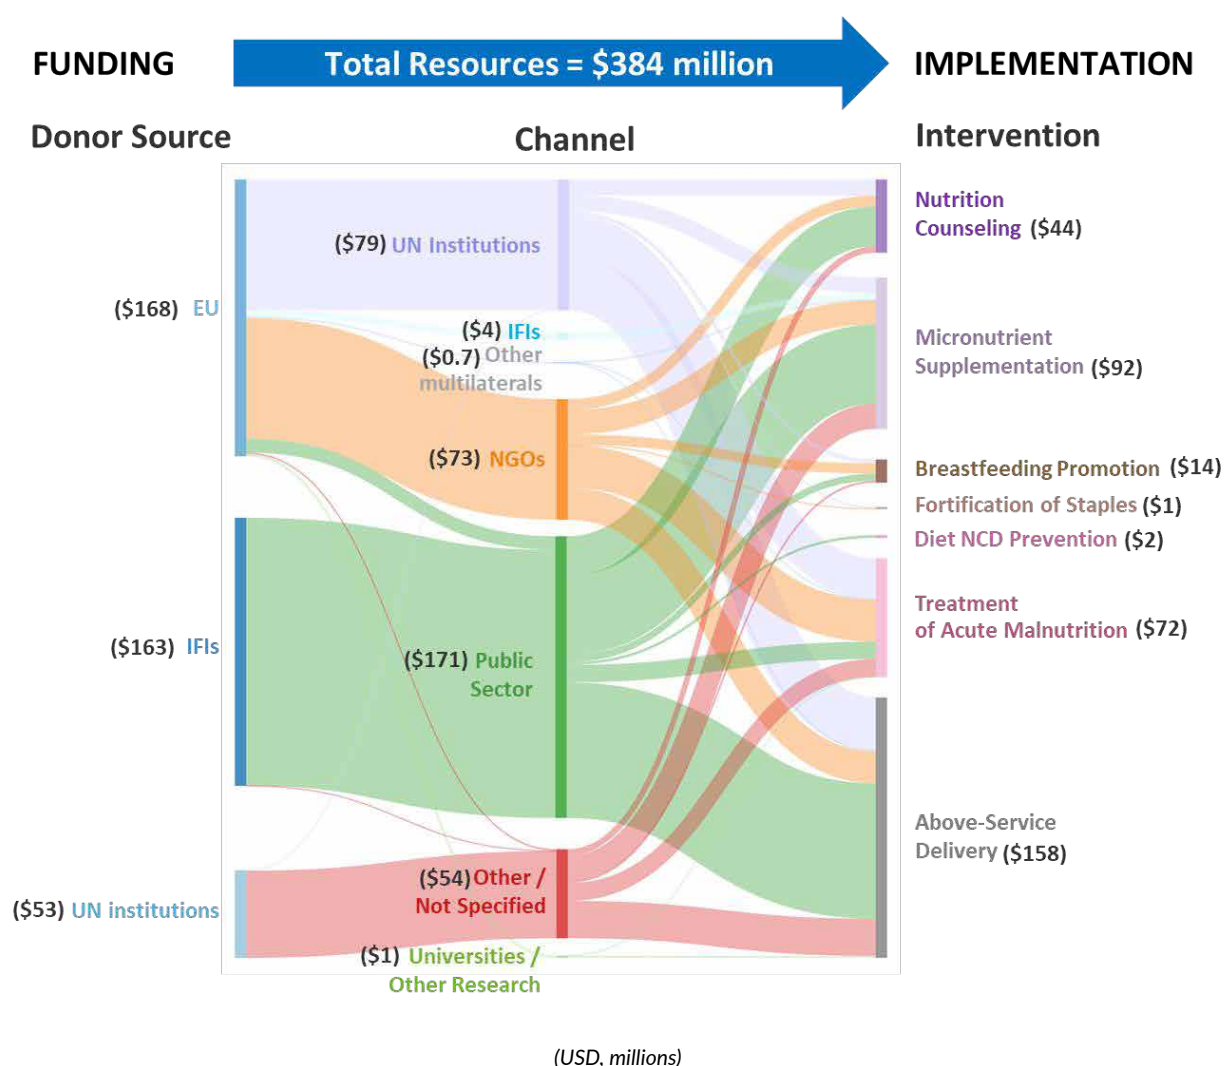 FUNDING
Total Resources = $384 million
IMPLEMENTATION
Donor Source
Channel
Intervention
($168) EU
($163) IFIs
($53) UN institutions
($79) UN Institutions
($4) IFIs
($0.7) Other
multilaterals
($73) NGOs
($171) Public
Sector
($54) Other /
Not Specified
($1) Universities /
Other Research
Nutrition
Counseling ($44)
Micronutrient
Supplementation ($92)
Breastfeeding Promotion ($14)
Fortification of Staples ($1)
Diet NCD Prevention ($2)
Treatment
of Acute Malnutrition ($72)
Above-Service
Delivery ($158)
(USD, millions)